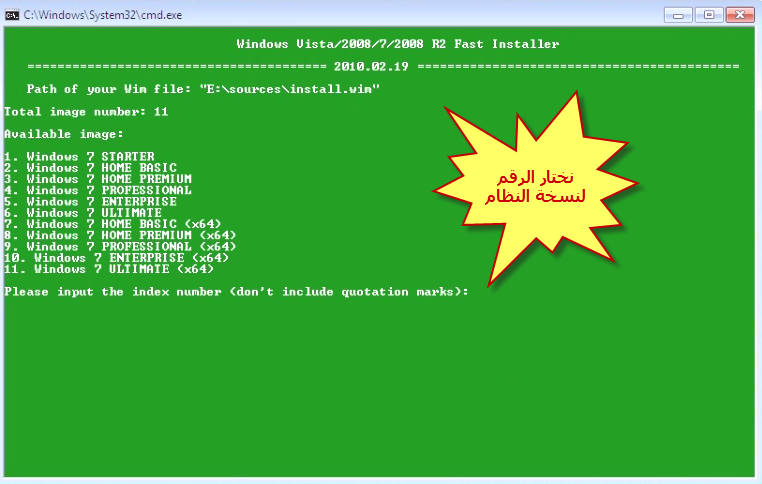 C:\Windows\System32\cmd.exe
Windows Vista/2008/7/2008 R2 Fast Installer
======================================== 2010.02.19 ===========================================
Path of your Wim file: "E:\sources\install.wim"
Total image number: 11
Available image:
1. Windows 7 STARTER
2. Windows 7 HOME BASIC
3. Windows 7 HOME PREMIUM
4. Windows 7 PROFESSIONAL
5. Windows 7 ENTERPRISE
6. Windows 7 ULTIMATE
7. Windows 7 HOME BASIC (x64)
8. Windows 7 HOME PREMIUM (x64)
9. Windows 7 PROFESSIONAL (x64)
10. Windows 7 ENTERPRISE (x64)
11. Windows 7 ULTIMATE (x64)
Please input the index number (don't include quotation marks):
نختار الرقم
لنسخة النظام